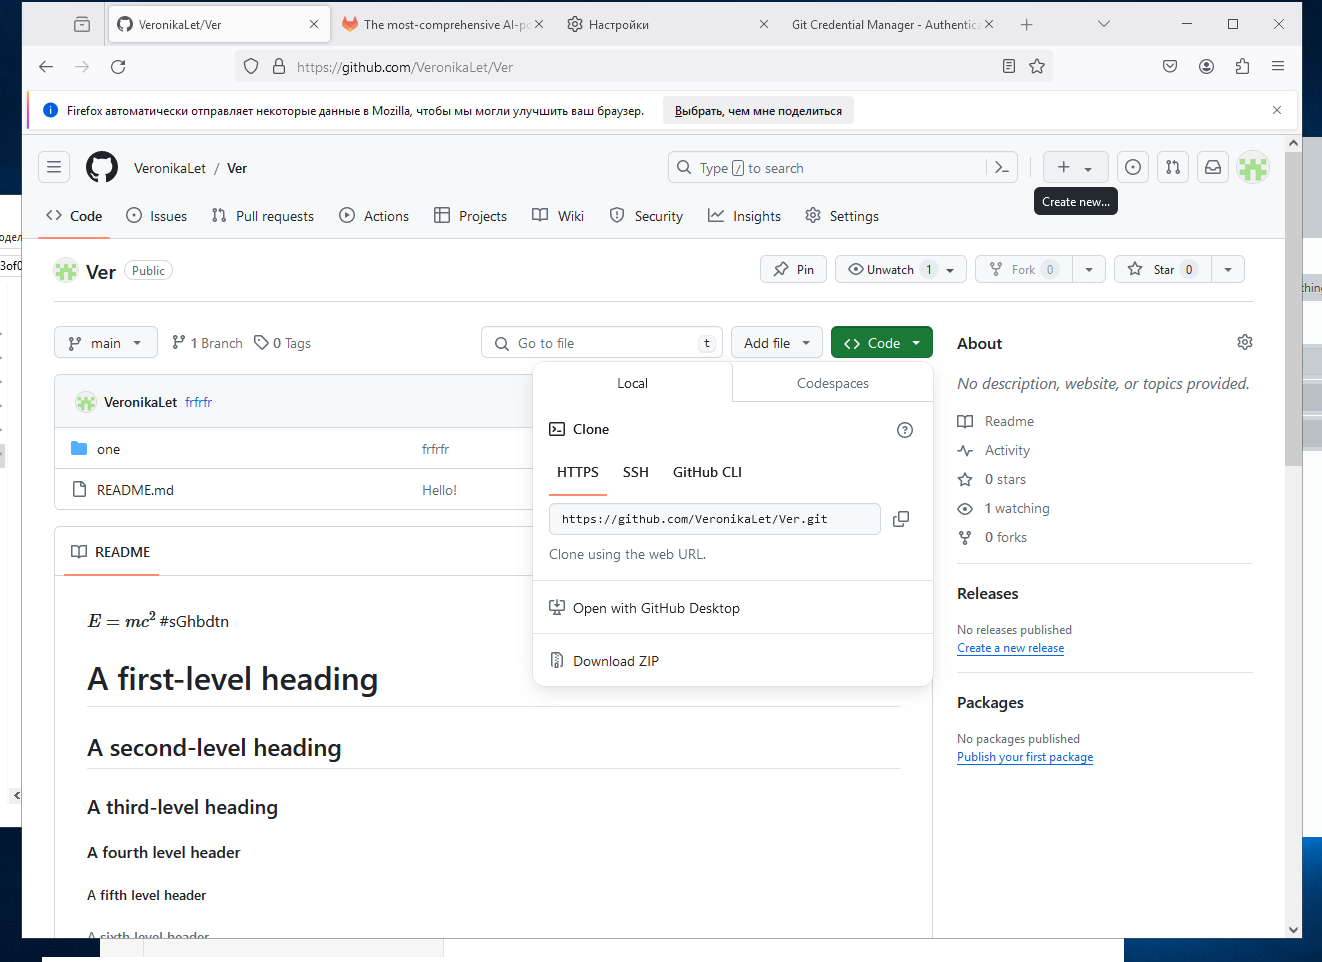 VeronikaLet/Ver
The most-comprehensive AI-po
Настройки
Git Credential Manager - Authentica
https://github.com/VeronikaLet/Ver
Firefox автоматически отправляет некоторые данные в Mozilla, чтобы мы могли улучшить ваш браузер.
Выбрать, чем мне поделиться
VeronikaLet / Ver
Type / to search
Create new...
Code
Issues
Pull requests
Actions
Projects
Wiki
Security
Insights
Settings
Ver
Public
Pin
Unwatch 1
Fork 0
Star 0
main
1 Branch
0 Tags
Go to file
t
Add file
Code
VeronikaLet frfrfr
one
frfrfr
README.md
Hello!
README
E = mc² #sGhbdtn
A first-level heading
A second-level heading
A third-level heading
A fourth level header
A fifth level header
A sixth level header
Local
Codespaces
Clone
HTTPS
SSH
GitHub CLI
https://github.com/VeronikaLet/Ver.git
Clone using the web URL.
Open with GitHub Desktop
Download ZIP
About
No description, website, or topics provided.
Readme
Activity
0 stars
1 watching
0 forks
Releases
No releases published
Create a new release
Packages
No packages published
Publish your first package